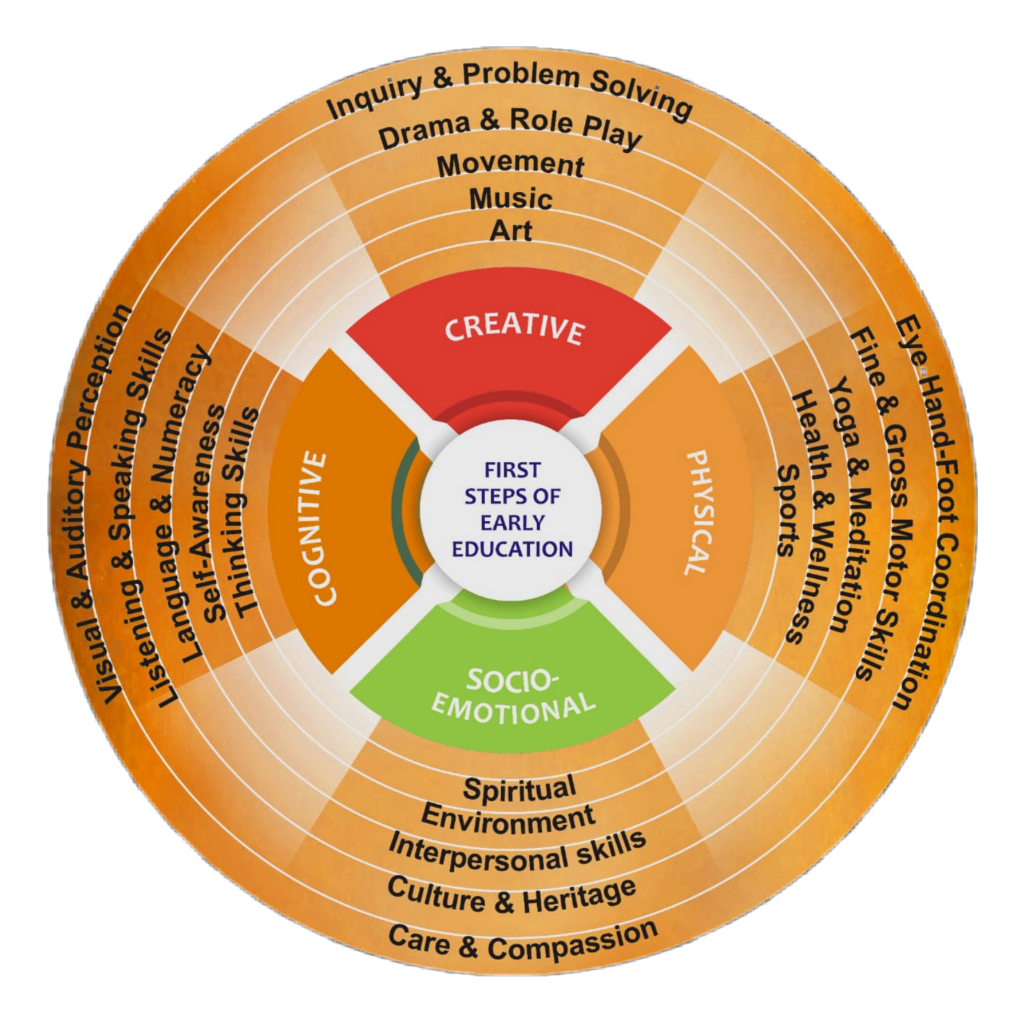 Inquiry & Problem Solving
Drama & Role Play
Movement
Music
Art
CREATIVE
Visual & Auditory Perception
Listening & Speaking Skills
Language & Numeracy
Self-Awareness
Thinking Skills
COGNITIVE
FIRST
STEPS OF
EARLY
EDUCATION
PHYSICAL
Sports
Health & Wellness
Yoga & Meditation
Fine & Gross Motor Skills
Eye-Hand-Foot Coordination
SOCIO-
EMOTIONAL
Spiritual
Environment
Interpersonal skills
Culture & Heritage
Care & Compassion